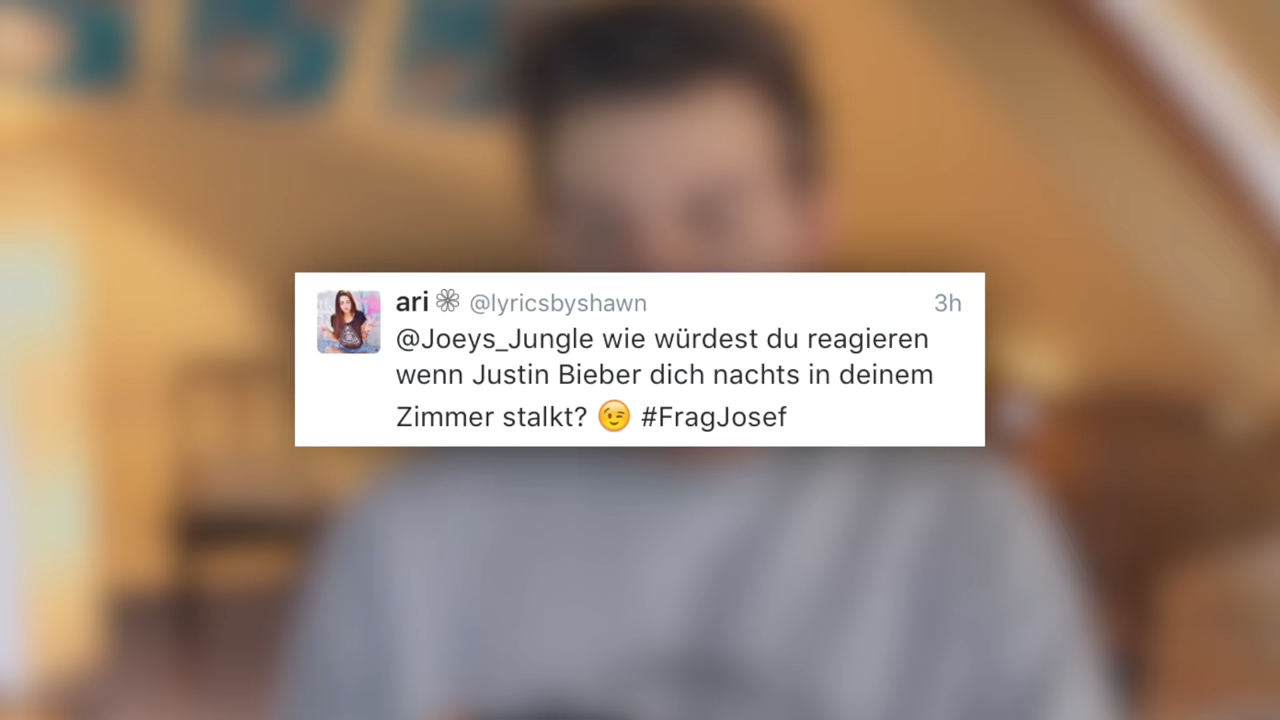 ari @lyricsbyshawn 3h
@Joeys_Jungle wie würdest du reagieren
wenn Justin Bieber dich nachts in deinem
Zimmer stalkt? 😉 #FragJosef